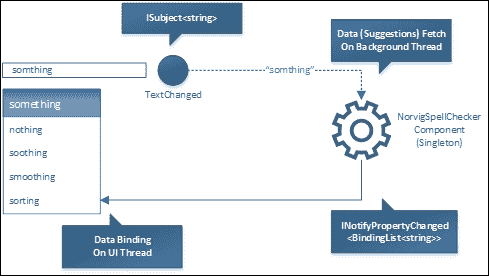 ISubject<string>
Data (Suggestions) Fetch
On Background Thread
somthing
"somthing"
TextChanged
something
nothing
soothing
smoothing
sorting
NorvigSpellChecker
Component
(Singleton)
Data Binding
On UI Thread
INotifyPropertyChanged
<BindingList<string>>